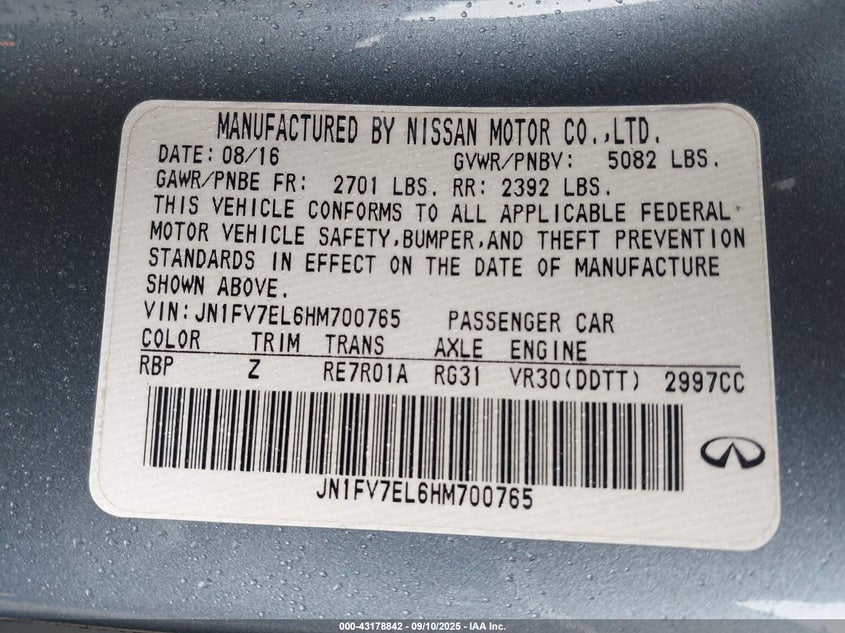 MANUFACTURED BY NISSAN MOTOR CO.,LTD.
DATE: 08/16 GVWR/PNBV: 5082 LBS.
GAWR/PNBE FR: 2701 LBS. RR: 2392 LBS.
THIS VEHICLE CONFORMS TO ALL APPLICABLE FEDERAL
MOTOR VEHICLE SAFETY,BUMPER,AND THEFT PREVENTION
STANDARDS IN EFFECT ON THE DATE OF MANUFACTURE
SHOWN ABOVE.
VIN: JN1FV7EL6HM700765 PASSENGER CAR
COLOR TRIM TRANS AXLE ENGINE
RBP Z RE7R01A RG31 VR30(DDTT) 2997CC
JN1FV7EL6HM700765
000-43178842 - 09/10/2025 - IAA Inc.